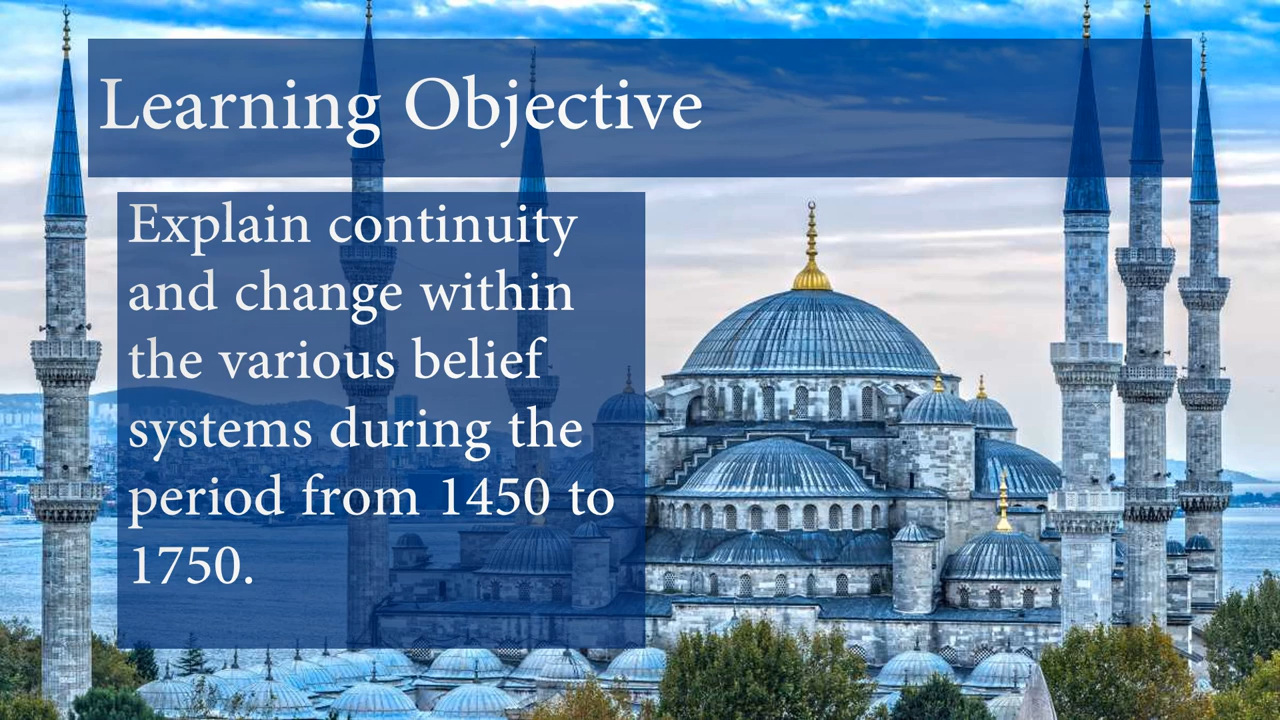 Learning Objective
Explain continuity
and change within
the various belief
systems during the
period from 1450 to
1750.